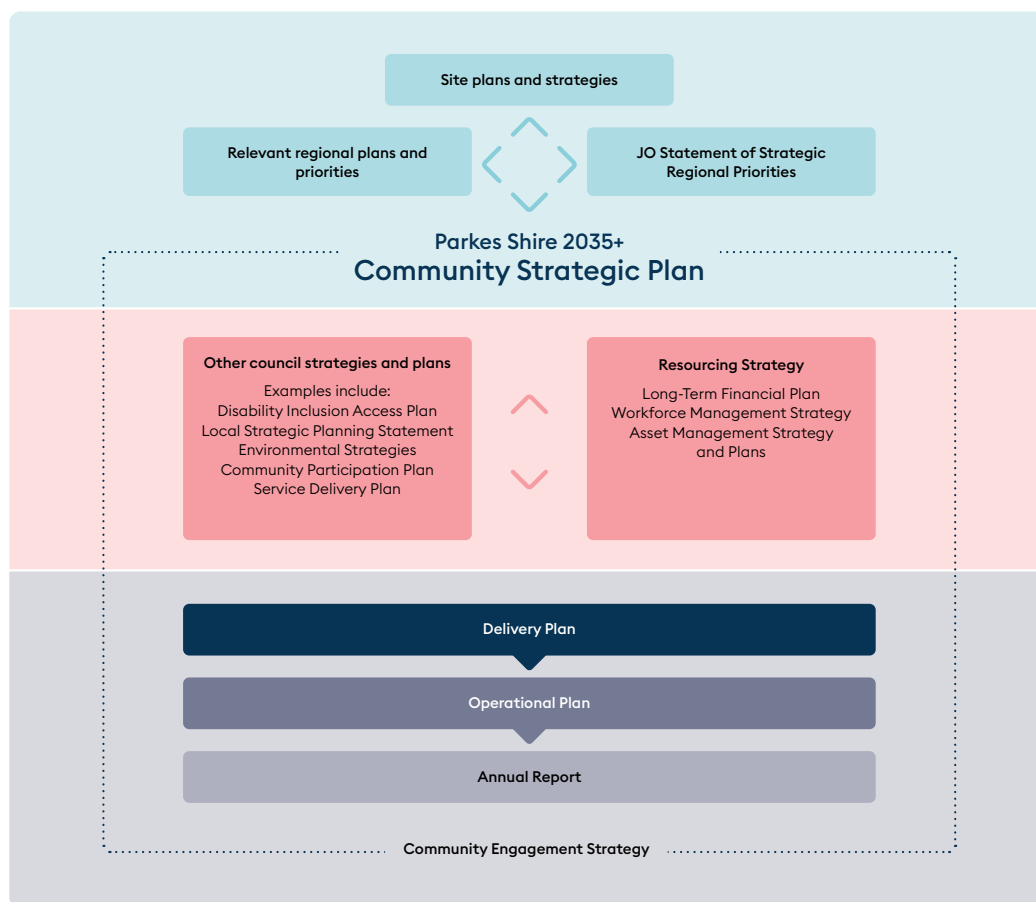 Site plans and strategies
Relevant regional plans and
priorities
JO Statement of Strategic
Regional Priorities
Parkes Shire 2035+
Community Strategic Plan
Other council strategies and plans
Examples include:
Disability Inclusion Access Plan
Local Strategic Planning Statement
Environmental Strategies
Community Participation Plan
Service Delivery Plan
Resourcing Strategy
Long-Term Financial Plan
Workforce Management Strategy
Asset Management Strategy
and Plans
Delivery Plan
Operational Plan
Annual Report
Community Engagement Strategy